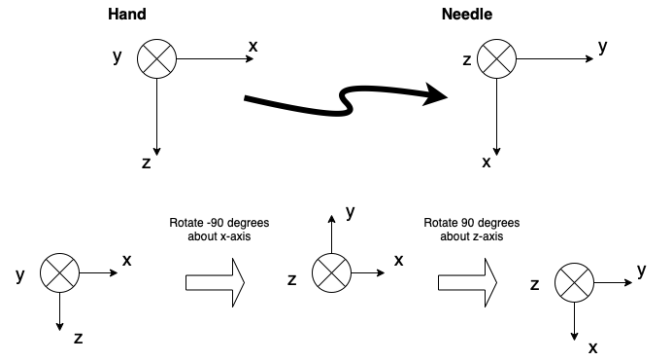 Hand
Needle
y
x
z
z
y
x
Rotate -90 degrees
about x-axis
Rotate 90 degrees
about z-axis
y
x
z
y
z
x
z
y
x